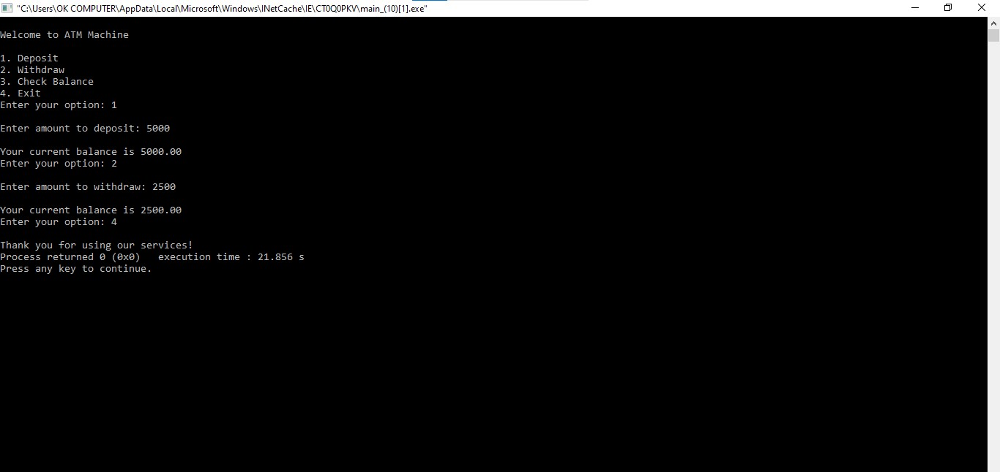 "C:\Users\OK COMPUTER\AppData\Local\Microsoft\Windows\INetCache\IE\CT0Q0PKV\main_(10)[1].exe"
Welcome to ATM Machine
1. Deposit
2. Withdraw
3. Check Balance
4. Exit
Enter your option: 1
Enter amount to deposit: 5000
Your current balance is 5000.00
Enter your option: 2
Enter amount to withdraw: 2500
Your current balance is 2500.00
Enter your option: 4
Thank you for using our services!
Process returned 0 (0x0)   execution time : 21.856 s
Press any key to continue.